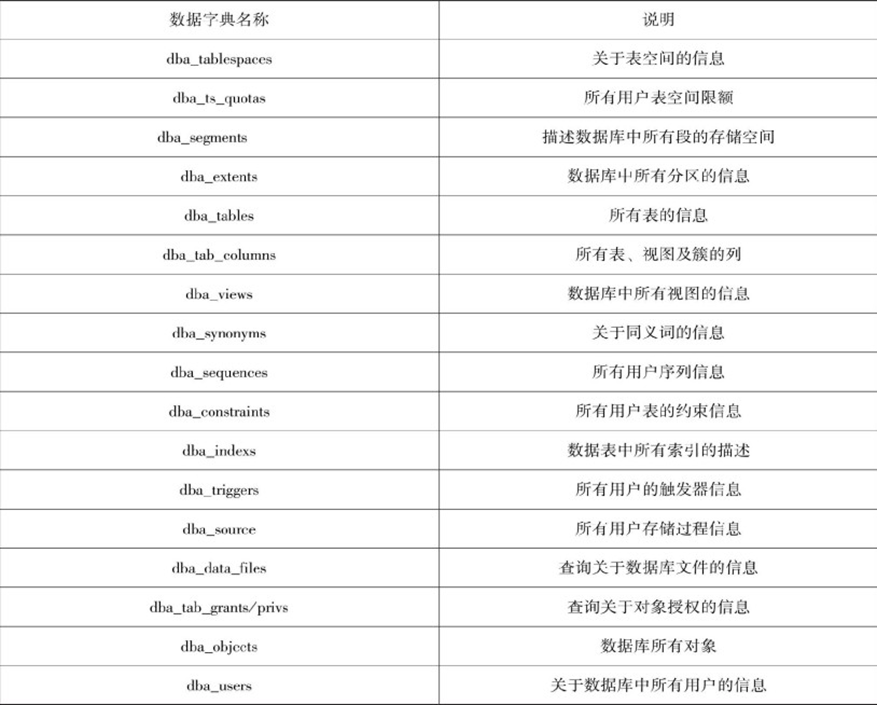 数据字典名称 说明
dba_tablespaces 关于表空间的信息
dba_ts_quotas 所有用户表空间限额
dba_segments 描述数据库中所有段的存储空间
dba_extents 数据库中所有分区的信息
dba_tables 所有表的信息
dba_tab_columns 所有表、视图及簇的列
dba_views 数据库中所有视图的信息
dba_synonyms 关于同义词的信息
dba_sequences 所有用户序列信息
dba_constraints 所有用户表的约束信息
dba_indexs 数据表中所有索引的描述
dba_triggers 所有用户的触发器信息
dba_source 所有用户存储过程信息
dba_data_files 查询关于数据库文件的信息
dba_tab_grants/privs 查询关于对象授权的信息
dba_objects 数据库所有对象
dba_users 关于数据库中所有用户的信息